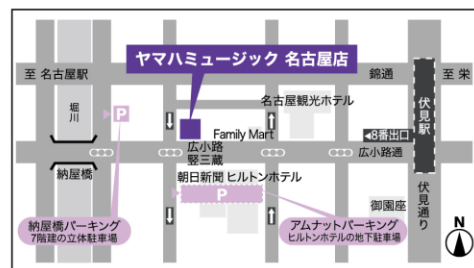 ヤマハミュージック 名古屋店
至 名古屋駅
錦通
至 栄
堀川
P
名古屋観光ホテル
伏見駅
Family Mart
◀8番出口
広小路
竪三蔵
広小路通
納屋橋
朝日新聞 ヒルトンホテル
P
御園座
伏見通り
納屋橋パーキング
7階建の立体駐車場
アムナットパーキング
ヒルトンホテルの地下駐車場
N